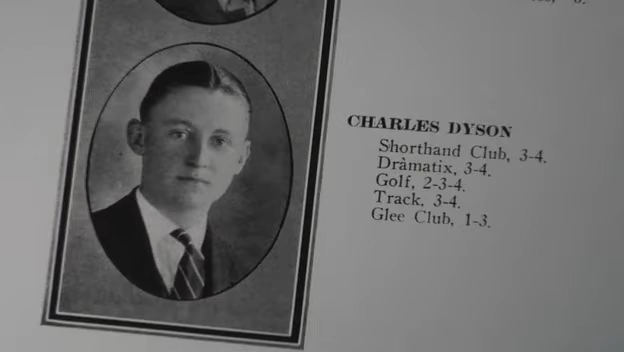 CHARLES DYSON
Shorthand Club, 3-4.
Dràmatix, 3-4.
Golf, 2-3-4.
Track, 3-4.
Glee Club, 1-3.